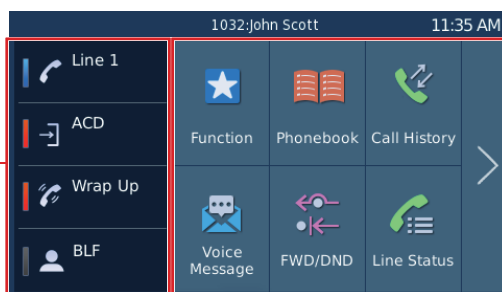 1032:John Scott
11:35 AM
Line 1
ACD
Wrap Up
BLF
Function
Phonebook
Call History
Voice
Message
FWD/DND
Line Status